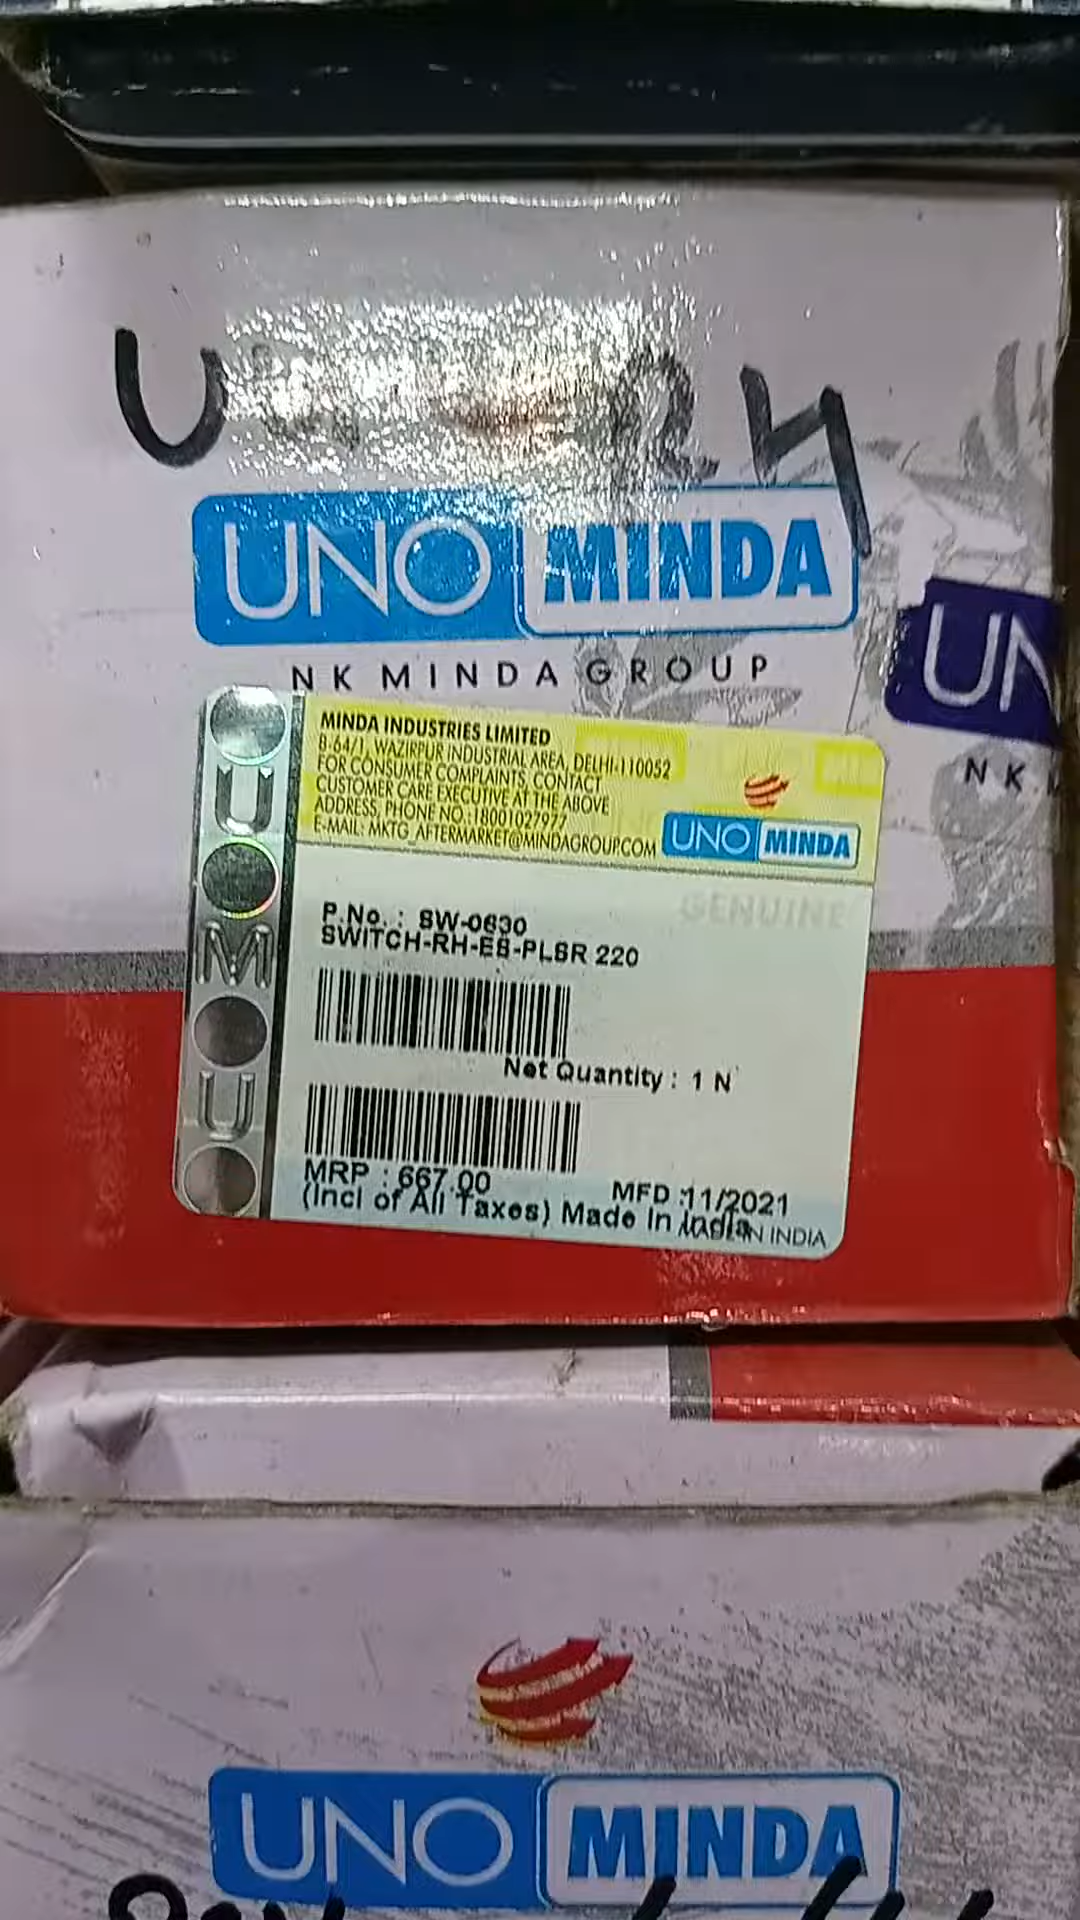 UNO MINDA
NK MINDA GROUP
UN
NK
MINDA INDUSTRIES LIMITED
B-64/1, WAZIRPUR INDUSTRIAL AREA, DELHI-110052
FOR CONSUMER COMPLAINTS, CONTACT
CUSTOMER CARE EXECUTIVE AT THE ABOVE
ADDRESS, PHONE NO.:18001027977
E-MAIL: MKTG_AFTERMARKET@MINDAGROUP.COM
UNO MINDA
GENUINE
U
M
U
P.No. : SW-0630
SWITCH-RH-ES-PLSR 220
Net Quantity : 1 N
MRP : 667.00
MFD :11/2021
(Incl of All Taxes) Made In India
MADE IN INDIA
UNO MINDA